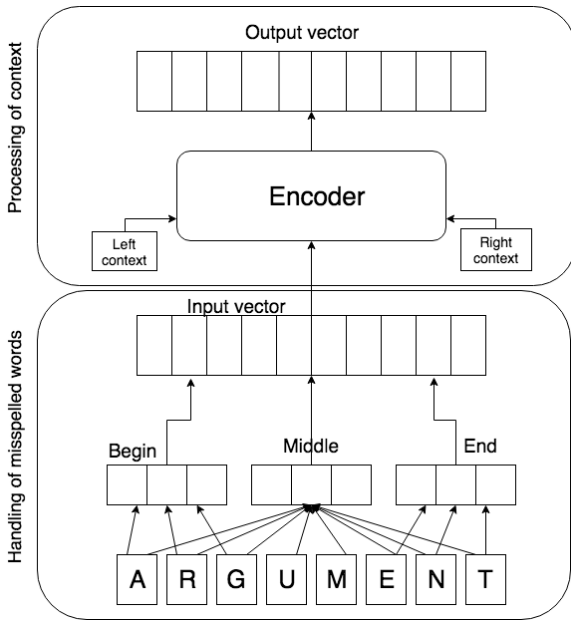 Processing of context
Output vector
Encoder
Left
context
Right
context
Handling of misspelled words
Input vector
Begin
Middle
End
A R G U M E N T